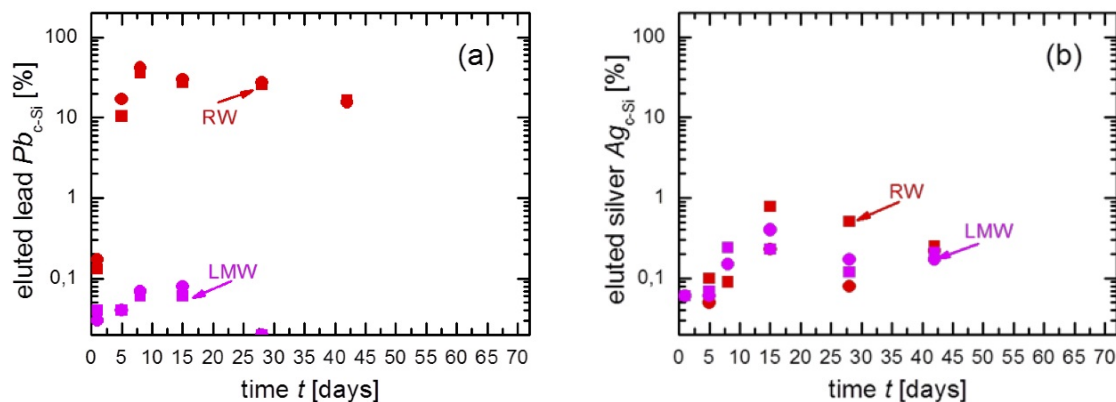 (a)
eluted lead Pb c-Si [%]
100
10
1
0,1
RW
LMW
0 5 10 15 20 25 30 35 40 45 50 55 60 65 70
time t [days]
(b)
eluted silver Ag c-Si [%]
100
10
1
0,1
RW
LMW
0 5 10 15 20 25 30 35 40 45 50 55 60 65 70
time t [days]